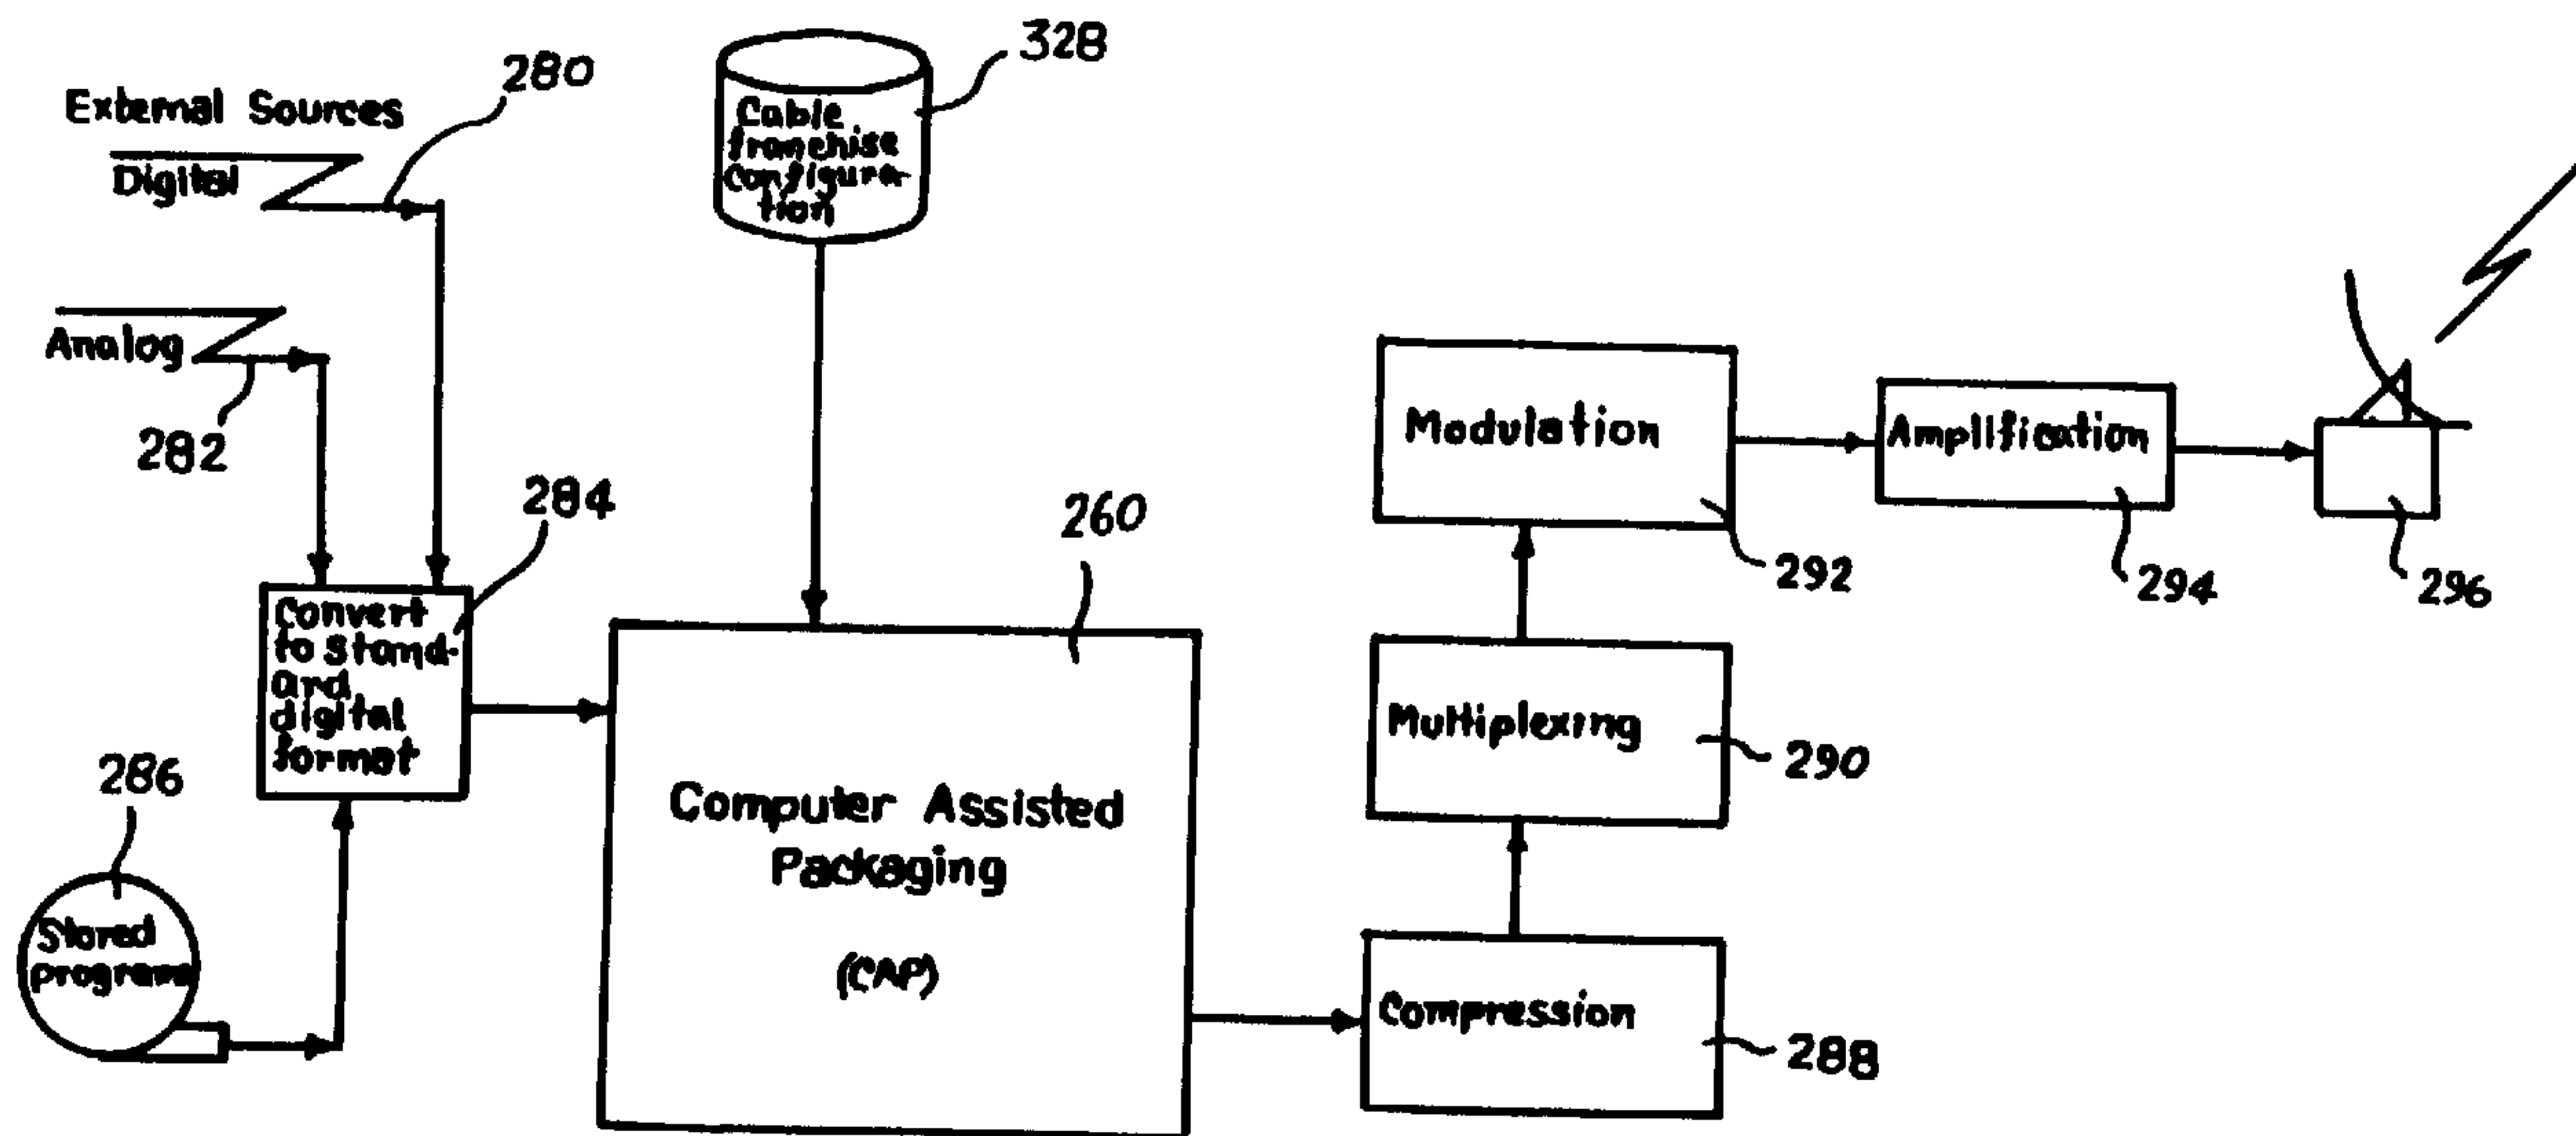 External Sources
280
Digital
Analog
282
328
Cable
franchise
configura-
tion
284
Convert
to stand-
ard
digital
format
286
Stored
programs
260
Computer Assisted
Packaging
(CAP)
Modulation
292
Amplification
294
296
Multiplexing
290
Compression
288